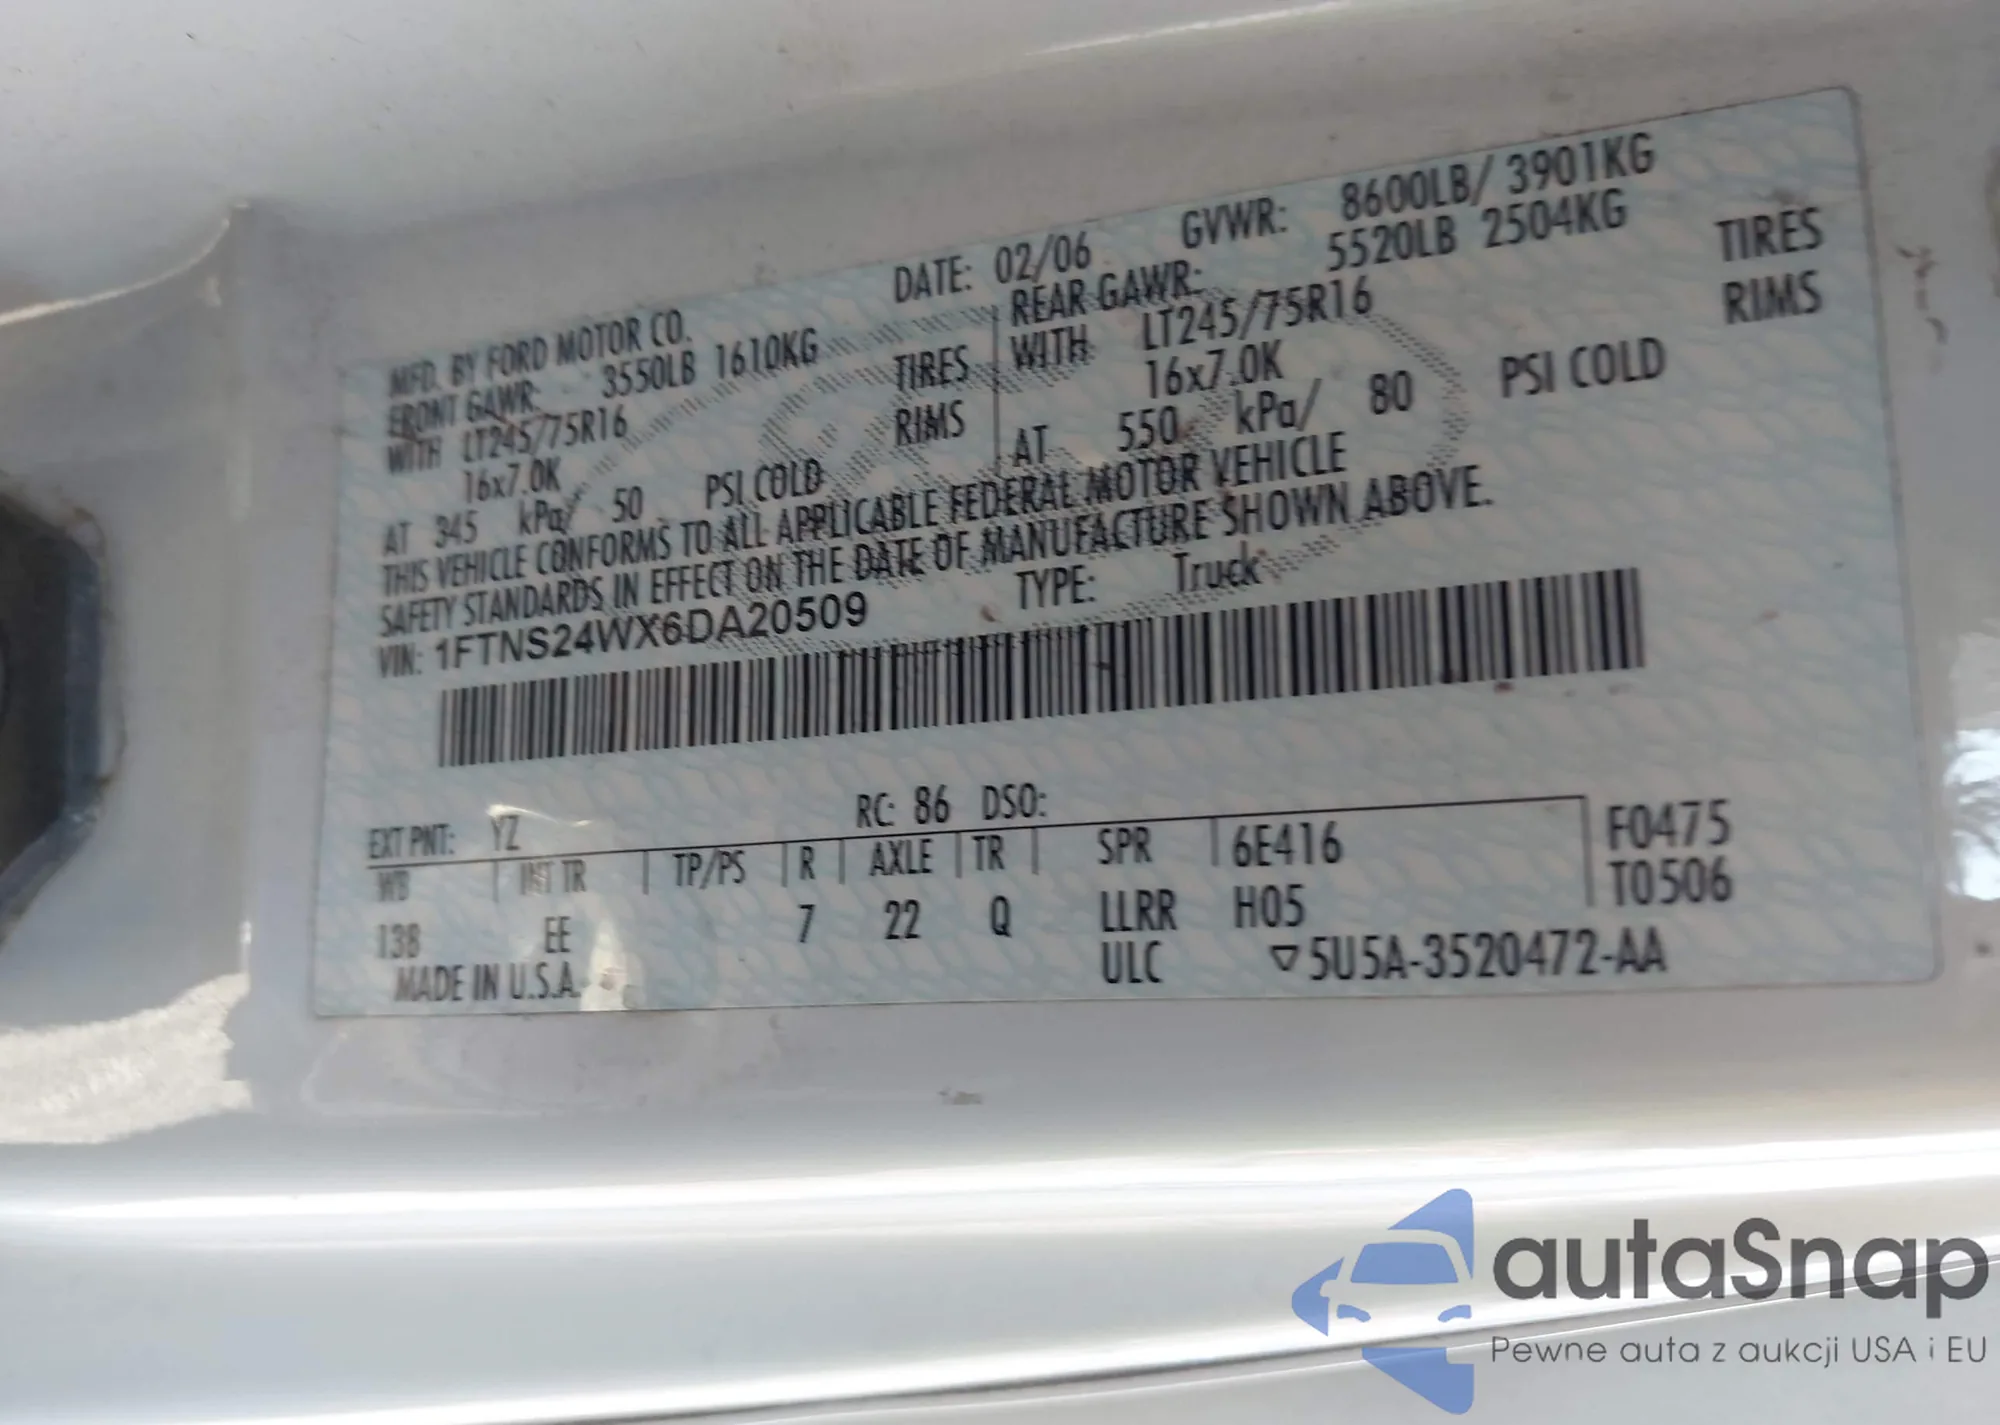 MFD. BY FORD MOTOR CO. DATE: 02/06 GVWR: 8600LB/ 3901KG
FRONT GAWR: 3550LB 1610KG REAR GAWR: 5520LB 2504KG
WITH LT245/75R16 TIRES WITH LT245/75R16 TIRES
16x7.0K RIMS 16x7.0K RIMS
AT 345 kPa/ 50 PSI COLD AT 550 kPa/ 80 PSI COLD
THIS VEHICLE CONFORMS TO ALL APPLICABLE FEDERAL MOTOR VEHICLE
SAFETY STANDARDS IN EFFECT ON THE DATE OF MANUFACTURE SHOWN ABOVE.
VIN: 1FTNS24WX6DA20509 TYPE: Truck
EXT PNT: YZ RC: 86 DSO: F0475
WB INT TR TP/PS R AXLE TR SPR 6E416 T0506
138 EE 7 22 Q LLRR H05
MADE IN U.S.A. ULC ▽5U5A-3520472-AA
autaSnap
Pewne auta z aukcji USA i EU